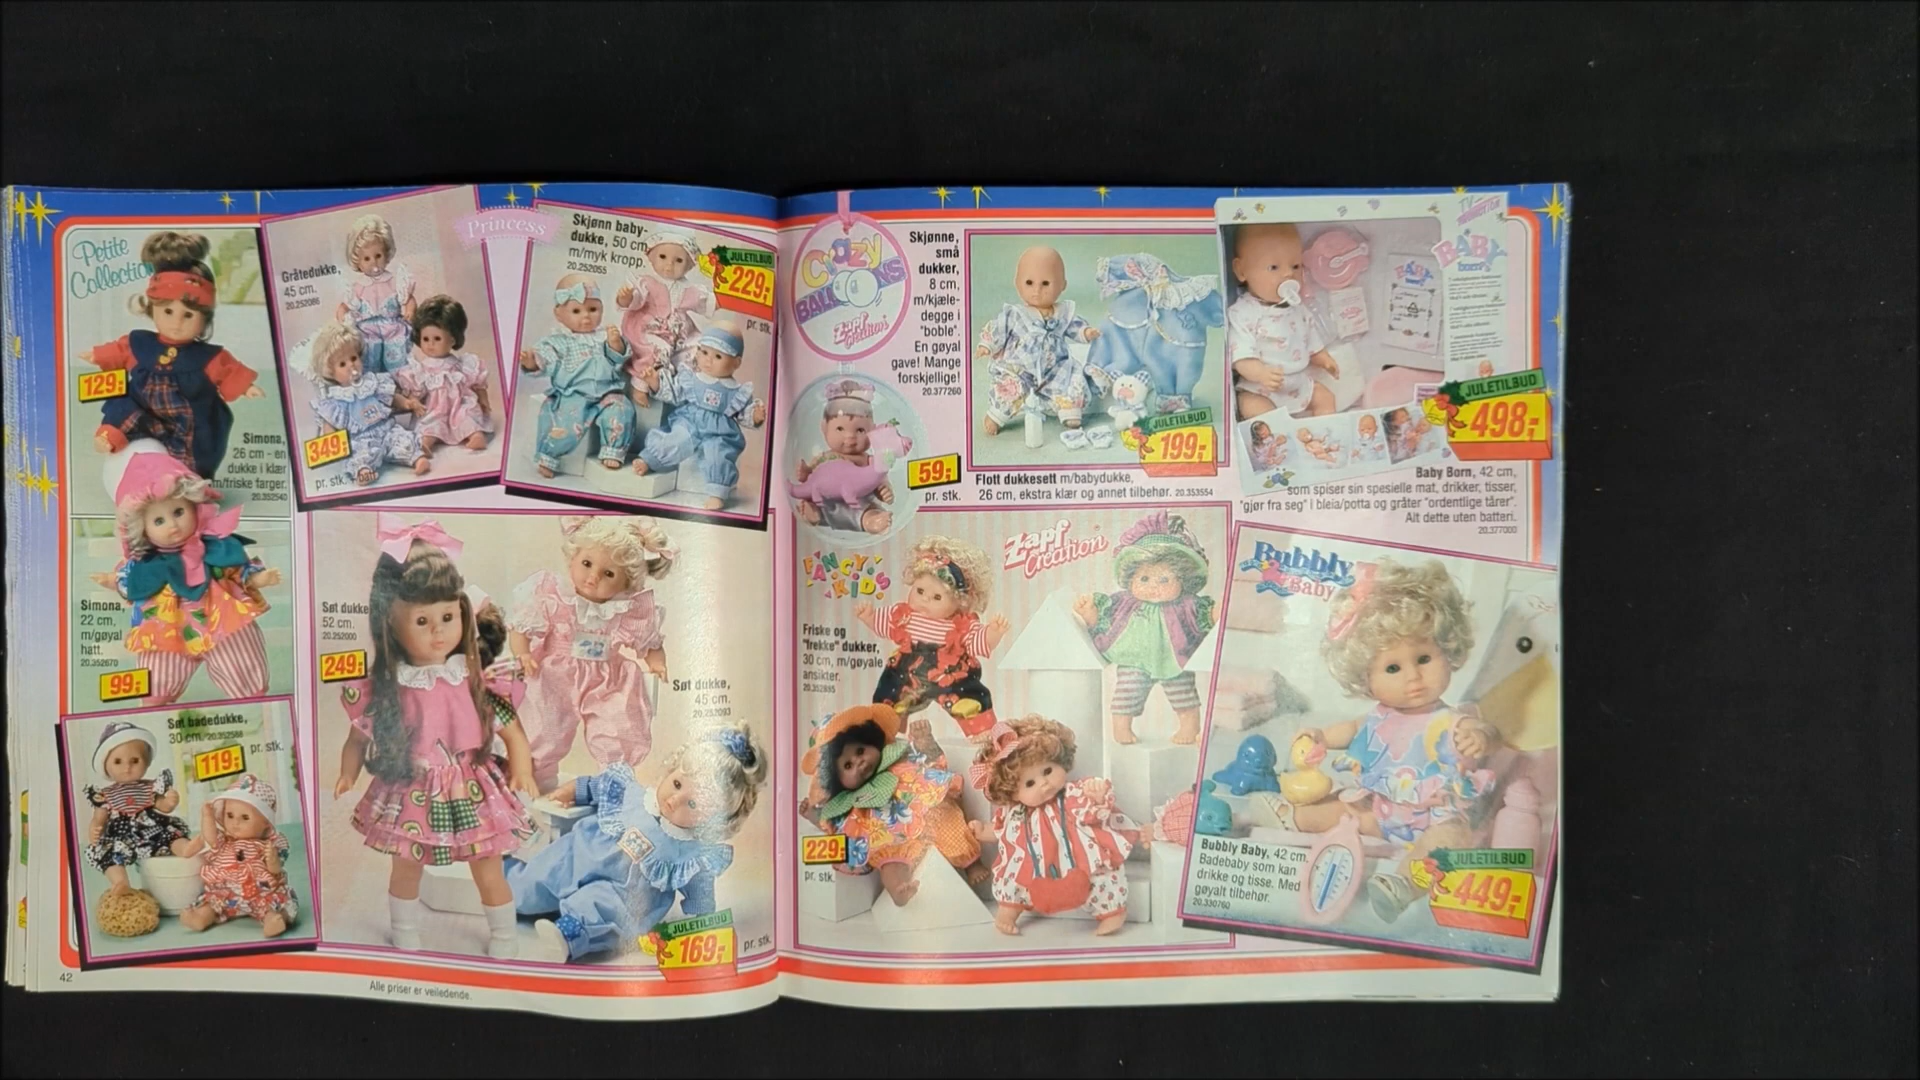 Petite
Collection
129,-
Simona,
26 cm - en
dukke i klær
m/friske farger.
20.352540
Simona,
22 cm,
m/gøyal
hatt.
20.352670
99,-
Gråtedukke,
45 cm.
20.252086
349,-
pr. stk. + batt.
Princess
Skjønn baby-
dukke, 50 cm,
m/myk kropp.
20.252055
JULETILBUD
229,-
pr. stk.
Søt badedukke,
30 cm. 20.352588
119,-
pr. stk.
Søt dukke
52 cm.
20.252000
249,-
Søt dukke,
45 cm.
20.252093
JULETILBUD
169,-
pr. stk.
42
Alle priser er veiledende.
Crazy
BALLOONS
Zapf
Creation
Skjønne,
små
dukker,
8 cm,
m/kjæle-
degge i
"boble".
En gøyal
gave! Mange
forskjellige!
20.377260
59,-
pr. stk.
JULETILBUD
199,-
Flott dukkesett m/babydukke,
26 cm, ekstra klær og annet tilbehør. 20.353554
TV
BABY
born
BABY
born
JULETILBUD
498,-
Baby Born, 42 cm,
som spiser sin spesielle mat, drikker, tisser,
"gjør fra seg" i bleia/potta og gråter "ordentlige tårer".
Alt dette uten batteri.
20.377000
FANCY
KIDS
Zapf
Creation
Friske og
"frekke" dukker,
30 cm, m/gøyale
ansikter.
20.352885
229,-
pr. stk.
Bubbly
Baby
Bubbly Baby, 42 cm.
Badebaby som kan
drikke og tisse. Med
gøyalt tilbehør.
20.330760
JULETILBUD
449,-